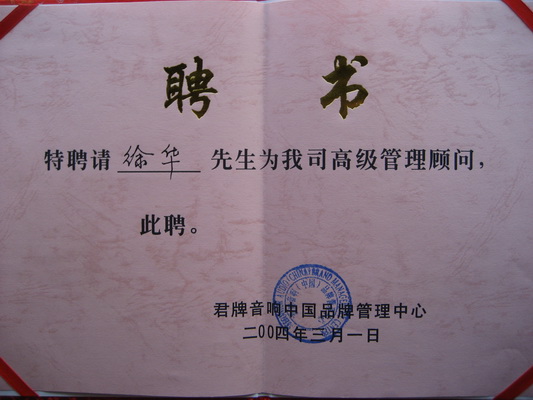 聘书
特聘请 徐华 先生为我司高级管理顾问，
此聘。
君牌音响中国品牌管理中心
二00四年三月一日